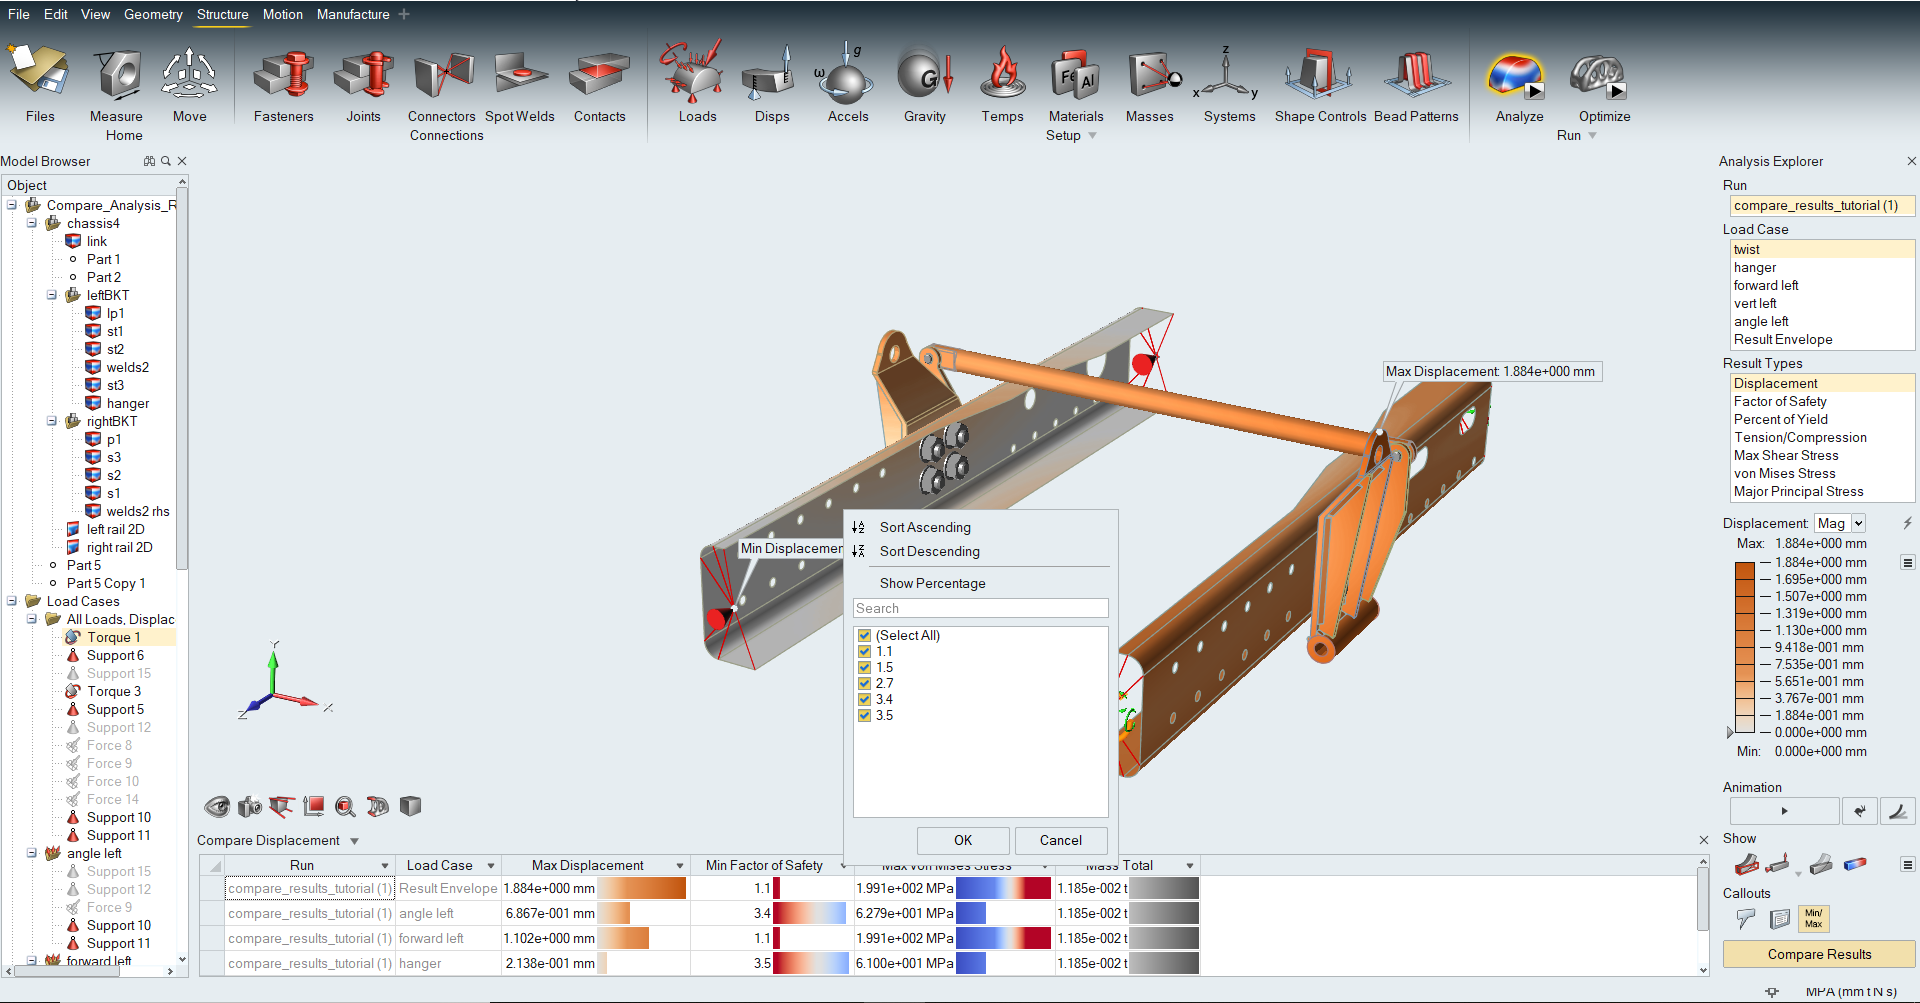 File Edit View Geometry Structure Motion Manufacture
Files Measure Move Fasteners Joints Connectors Spot Welds Contacts Loads Disps Accels Gravity Temps Materials Masses Systems Shape Controls Bead Patterns Analyze Optimize
Home Connections Setup Run
Model Browser
Object
Compare_Analysis_R
chassis4
link
Part 1
Part 2
leftBKT
lp1
st1
st2
welds2
st3
hanger
rightBKT
p1
s3
s2
s1
welds2 rhs
left rail 2D
right rail 2D
Part 5
Part 5 Copy 1
Load Cases
All Loads, Displac
Torque 1
Support 6
Support 15
Torque 3
Support 5
Support 12
Force 8
Force 9
Force 10
Force 14
Support 10
Support 11
angle left
Support 15
Support 12
Force 9
Support 10
Support 11
forward left
Max Displacement: 1.884e+000 mm
Min Displacemen
Y
X
Z
Sort Ascending
Sort Descending
Show Percentage
Search
(Select All)
1.1
1.5
2.7
3.4
3.5
OK Cancel
Compare Displacement
Run Load Case Max Displacement Min Factor of Safety Max von Mises Stress Mass Total
compare_results_tutorial (1) Result Envelope 1.884e+000 mm 1.1 1.991e+002 MPa 1.185e-002 t
compare_results_tutorial (1) angle left 6.867e-001 mm 3.4 6.279e+001 MPa 1.185e-002 t
compare_results_tutorial (1) forward left 1.102e+000 mm 1.1 1.991e+002 MPa 1.185e-002 t
compare_results_tutorial (1) hanger 2.138e-001 mm 3.5 6.100e+001 MPa 1.185e-002 t
Analysis Explorer
Run
compare_results_tutorial (1)
Load Case
twist
hanger
forward left
vert left
angle left
Result Envelope
Result Types
Displacement
Factor of Safety
Percent of Yield
Tension/Compression
Max Shear Stress
von Mises Stress
Major Principal Stress
Displacement: Mag
Max: 1.884e+000 mm
1.884e+000 mm
1.695e+000 mm
1.507e+000 mm
1.319e+000 mm
1.130e+000 mm
9.418e-001 mm
7.535e-001 mm
5.651e-001 mm
3.767e-001 mm
1.884e-001 mm
0.000e+000 mm
Min: 0.000e+000 mm
Animation
Show
Callouts
Min/
Max
Compare Results
MPA (mm t N s)
ω g G Fe Al
z
x y